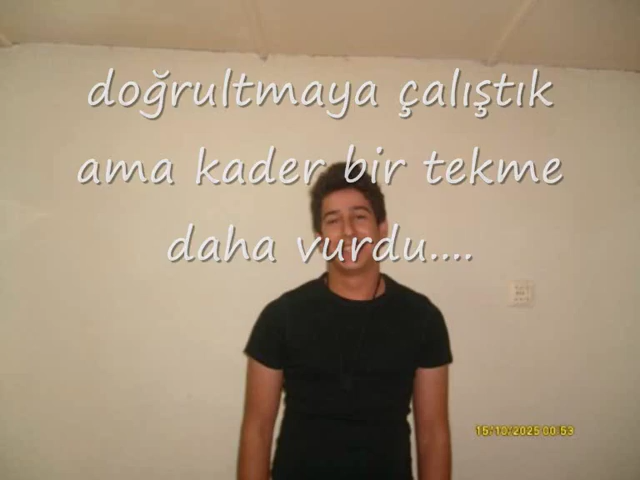 doğrultmaya çalıştık
ama kader bir tekme
daha vurdu....
15/10/2025 00:53